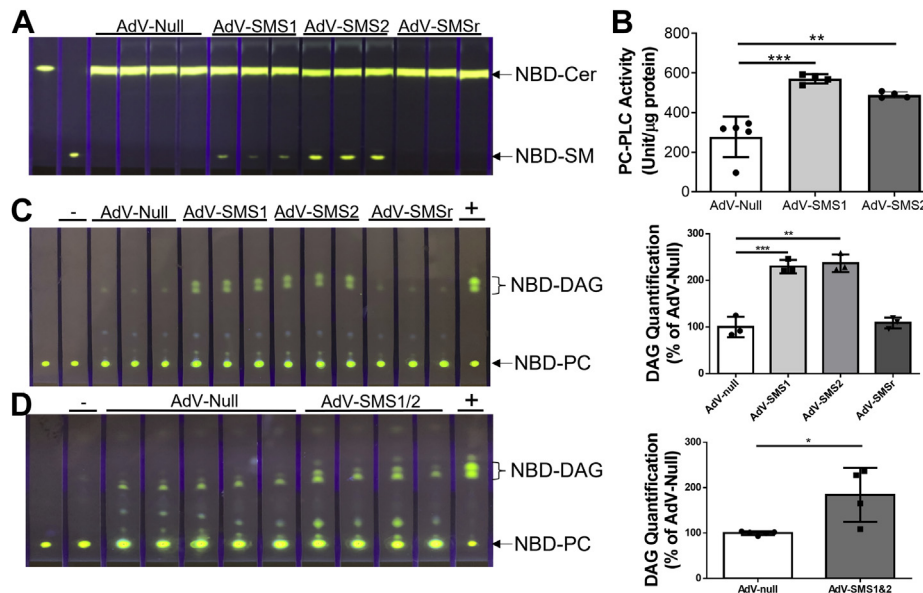 A
AdV-Null AdV-SMS1 AdV-SMS2 AdV-SMSr
NBD-Cer
NBD-SM
B
PC-PLC Activity
(Unit/µg protein)
800
600
400
200
0
***
**
AdV-Null AdV-SMS1 AdV-SMS2
C
- AdV-Null AdV-SMS1 AdV-SMS2 AdV-SMSr +
NBD-DAG
NBD-PC
DAG Quantification
(% of AdV-Null)
300
200
100
0
***
**
AdV-null AdV-SMS1 AdV-SMS2 AdV-SMSr
D
- AdV-Null AdV-SMS1/2 +
NBD-DAG
NBD-PC
DAG Quantification
(% of AdV-Null)
300
200
100
0
*
AdV-null AdV-SMS1&2